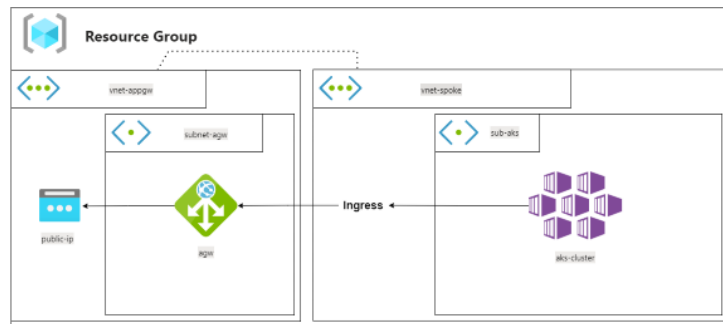 Resource Group
vnet-appgw
vnet-spoke
subnet-agw
sub-aks
Ingress
public-ip
agw
aks-cluster